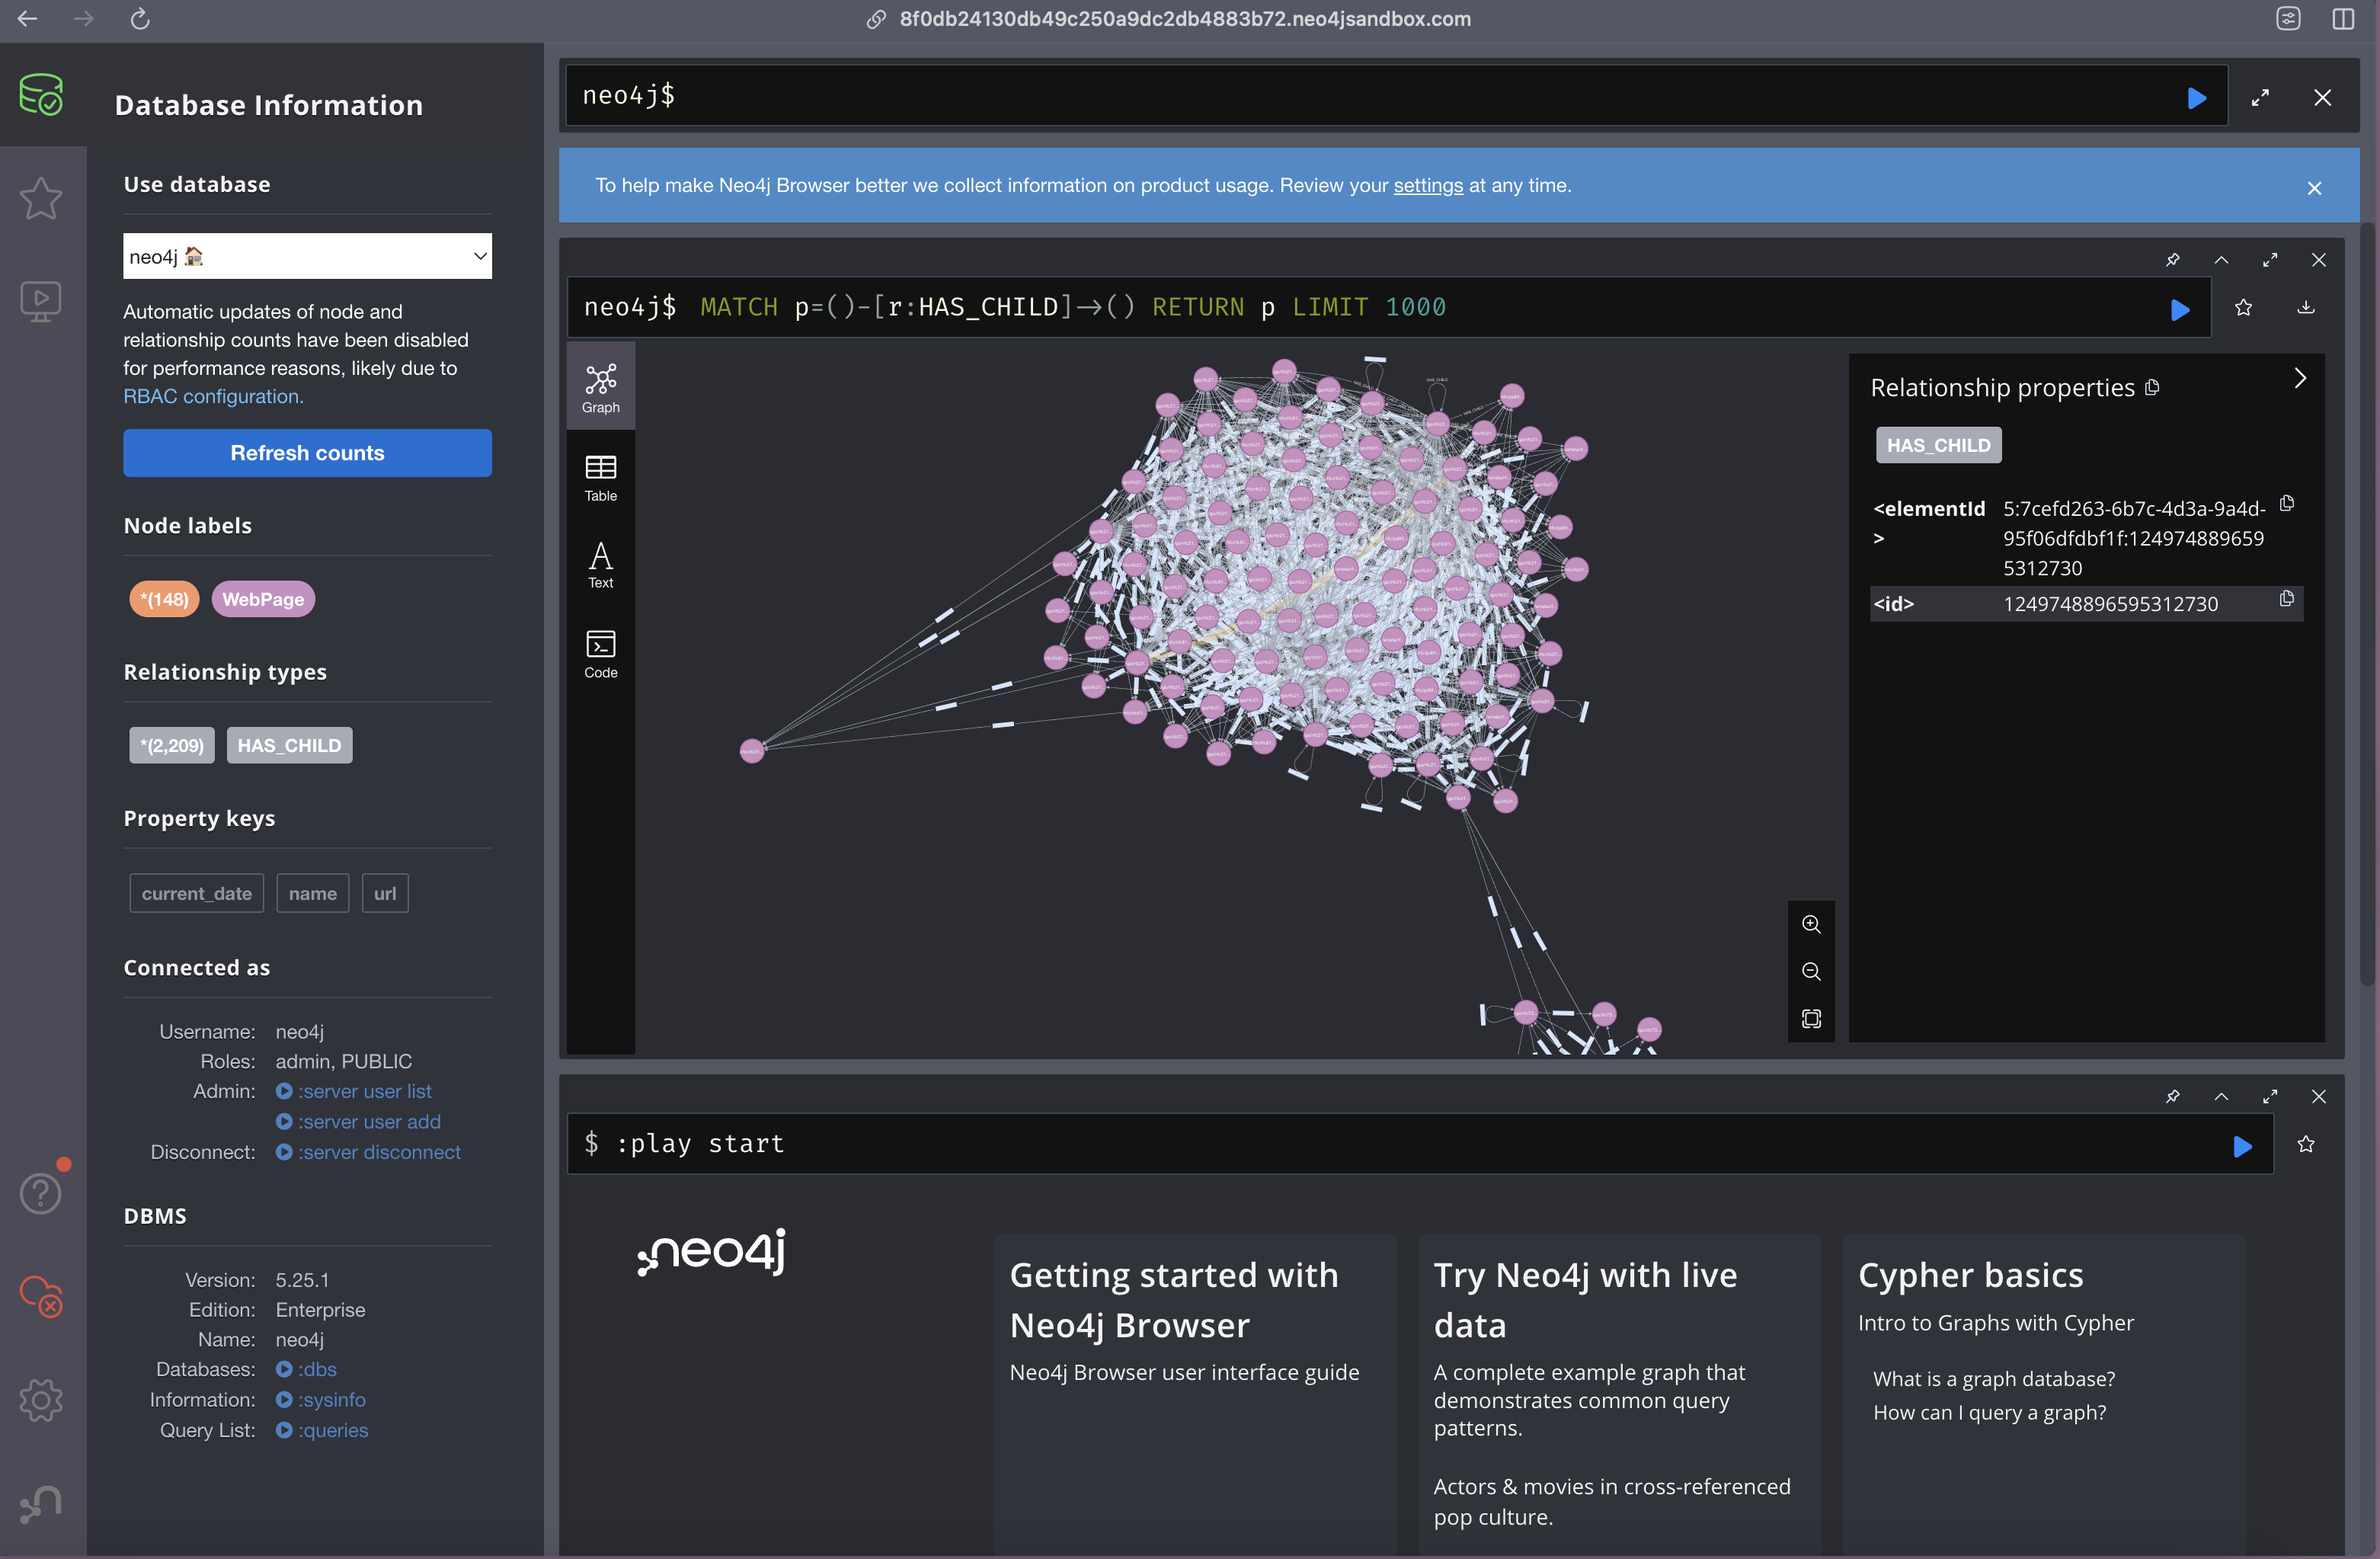 8f0db24130db49c250a9dc2db4883b72.neo4jsandbox.com
Database Information
Use database
neo4j
Automatic updates of node and
relationship counts have been disabled
for performance reasons, likely due to
RBAC configuration.
Refresh counts
Node labels
*(148) WebPage
Relationship types
*(2,209) HAS_CHILD
Property keys
current_date name url
Connected as
Username: neo4j
Roles: admin, PUBLIC
Admin: :server user list
:server user add
Disconnect: :server disconnect
DBMS
Version: 5.25.1
Edition: Enterprise
Name: neo4j
Databases: :dbs
Information: :sysinfo
Query List: :queries
neo4j$
To help make Neo4j Browser better we collect information on product usage. Review your settings at any time.
neo4j$ MATCH p=()-[r:HAS_CHILD]->() RETURN p LIMIT 1000
Graph
Table
Text
Code
Relationship properties
HAS_CHILD
<elementId 5:7cefd263-6b7c-4d3a-9a4d-
> 95f06dfdbf1f:124974889659
5312730
<id> 1249748896595312730
$ :play start
neo4j
Getting started with
Neo4j Browser
Neo4j Browser user interface guide
Try Neo4j with live
data
A complete example graph that
demonstrates common query
patterns.
Actors & movies in cross-referenced
pop culture.
Cypher basics
Intro to Graphs with Cypher
What is a graph database?
How can I query a graph?